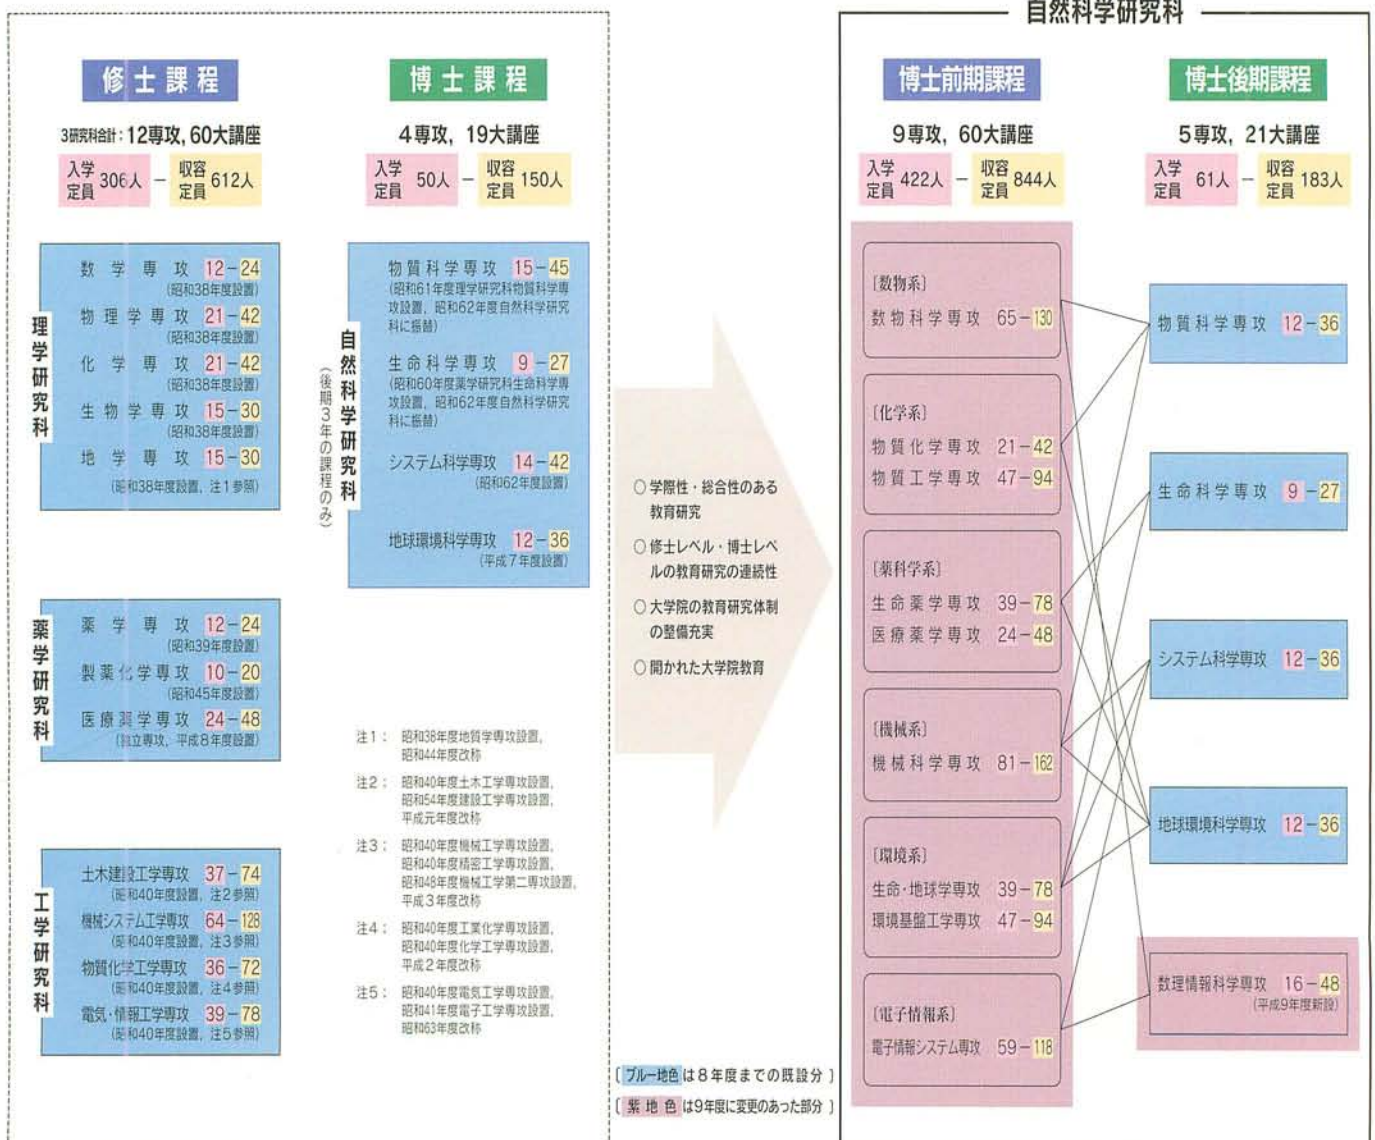 自然科学研究科
修士課程
3研究科合計：12専攻，60大講座
入学定員 306人 － 収容定員 612人
理学研究科
数学専攻 12－24
(昭和38年度設置)
物理学専攻 21－42
(昭和38年度設置)
化学専攻 21－42
(昭和38年度設置)
生物学専攻 15－30
(昭和38年度設置)
地学専攻 15－30
(昭和38年度設置，注1参照)
薬学研究科
薬学専攻 12－24
(昭和39年度設置)
製薬化学専攻 10－20
(昭和45年度設置)
医療薬学専攻 24－48
(独立専攻，平成8年度設置)
工学研究科
土木建設工学専攻 37－74
(昭和40年度設置，注2参照)
機械システム工学専攻 64－128
(昭和40年度設置，注3参照)
物質化学工学専攻 36－72
(昭和40年度設置，注4参照)
電気・情報工学専攻 39－78
(昭和40年度設置，注5参照)
博士課程
4専攻，19大講座
入学定員 50人 － 収容定員 150人
自然科学研究科
(後期3年の課程のみ)
物質科学専攻 15－45
(昭和61年度理学研究科物質科学専
攻設置，昭和62年度自然科学研究
科に振替)
生命科学専攻 9－27
(昭和60年度薬学研究科生命科学専
攻設置，昭和62年度自然科学研究
科に振替)
システム科学専攻 14－42
(昭和62年度設置)
地球環境科学専攻 12－36
(平成7年度設置)
注1： 昭和38年度地質学専攻設置，
昭和44年度改称
注2： 昭和40年度土木工学専攻設置，
昭和54年度建設工学専攻設置，
平成元年度改称
注3： 昭和40年度機械工学専攻設置，
昭和40年度精密工学専攻設置，
昭和48年度機械工学第二専攻設置，
平成3年度改称
注4： 昭和40年度工業化学専攻設置，
昭和40年度化学工学専攻設置，
平成2年度改称
注5： 昭和40年度電気工学専攻設置，
昭和41年度電子工学専攻設置，
昭和63年度改称
○学際性・総合性のある
教育研究
○修士レベル・博士レベ
ルの教育研究の連続性
○大学院の教育研究体制
の整備充実
○開かれた大学院教育
〔ブルー地色は8年度までの既設分〕
〔紫地色は9年度に変更のあった部分〕
博士前期課程
9専攻，60大講座
入学定員 422人 － 収容定員 844人
〔数物系〕
数物科学専攻 65－130
〔化学系〕
物質化学専攻 21－42
物質工学専攻 47－94
〔薬科学系〕
生命薬学専攻 39－78
医療薬学専攻 24－48
〔機械系〕
機械科学専攻 81－162
〔環境系〕
生命・地球学専攻 39－78
環境基盤工学専攻 47－94
〔電子情報系〕
電子情報システム専攻 59－118
博士後期課程
5専攻，21大講座
入学定員 61人 － 収容定員 183人
物質科学専攻 12－36
生命科学専攻 9－27
システム科学専攻 12－36
地球環境科学専攻 12－36
数理情報科学専攻 16－48
(平成9年度新設)